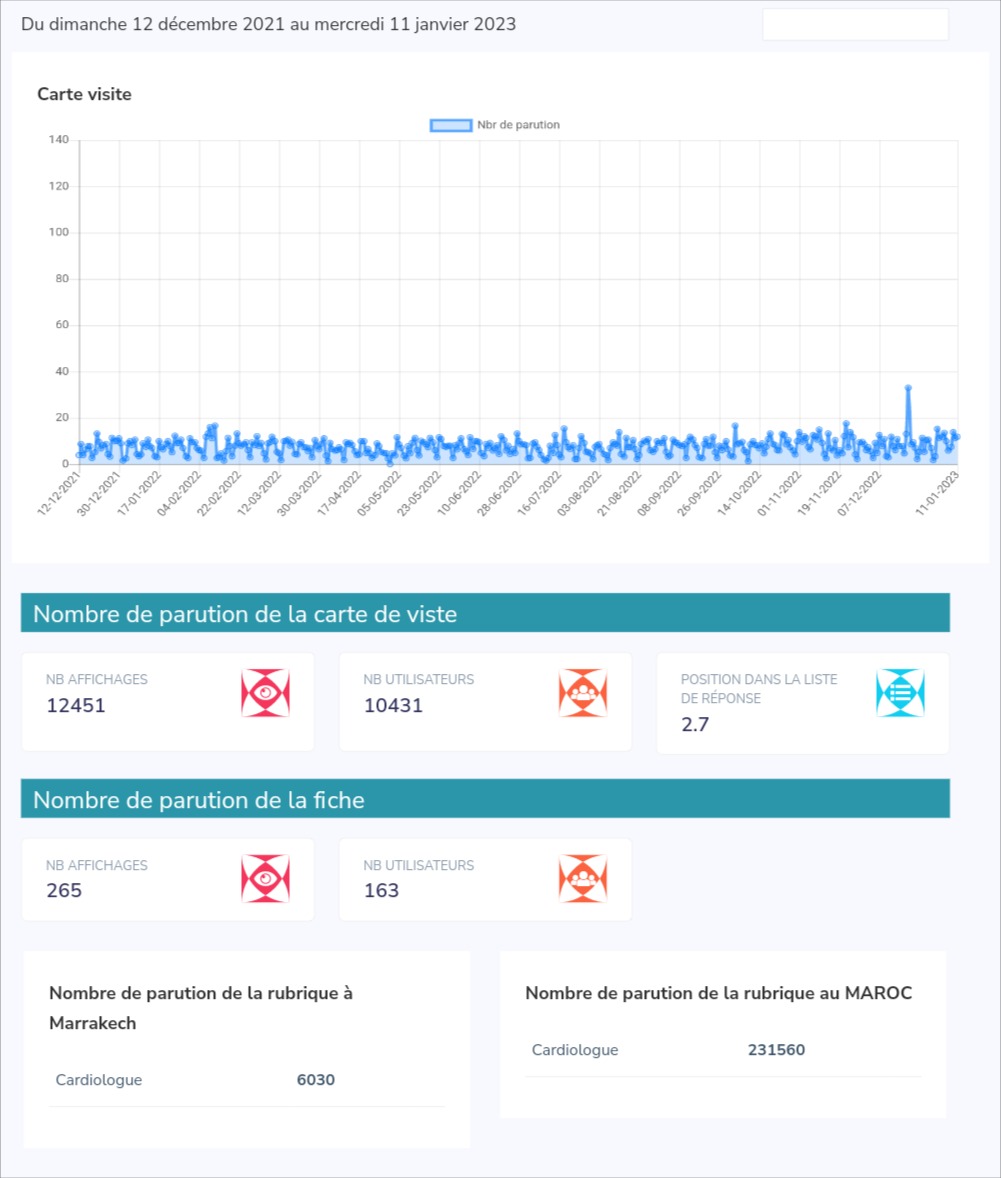 Du dimanche 12 décembre 2021 au mercredi 11 janvier 2023
Carte visite
Nbr de parution
140
120
100
80
60
40
20
0
12-12-2021
30-12-2021
17-01-2022
04-02-2022
22-02-2022
12-03-2022
30-03-2022
17-04-2022
05-05-2022
23-05-2022
10-06-2022
28-06-2022
16-07-2022
03-08-2022
21-08-2022
08-09-2022
26-09-2022
14-10-2022
01-11-2022
19-11-2022
07-12-2022
11-01-2023
Nombre de parution de la carte de viste
NB AFFICHAGES
12451
NB UTILISATEURS
10431
POSITION DANS LA LISTE
DE RÉPONSE
2.7
Nombre de parution de la fiche
NB AFFICHAGES
265
NB UTILISATEURS
163
Nombre de parution de la rubrique à
Marrakech
Cardiologue 6030
Nombre de parution de la rubrique au MAROC
Cardiologue 231560